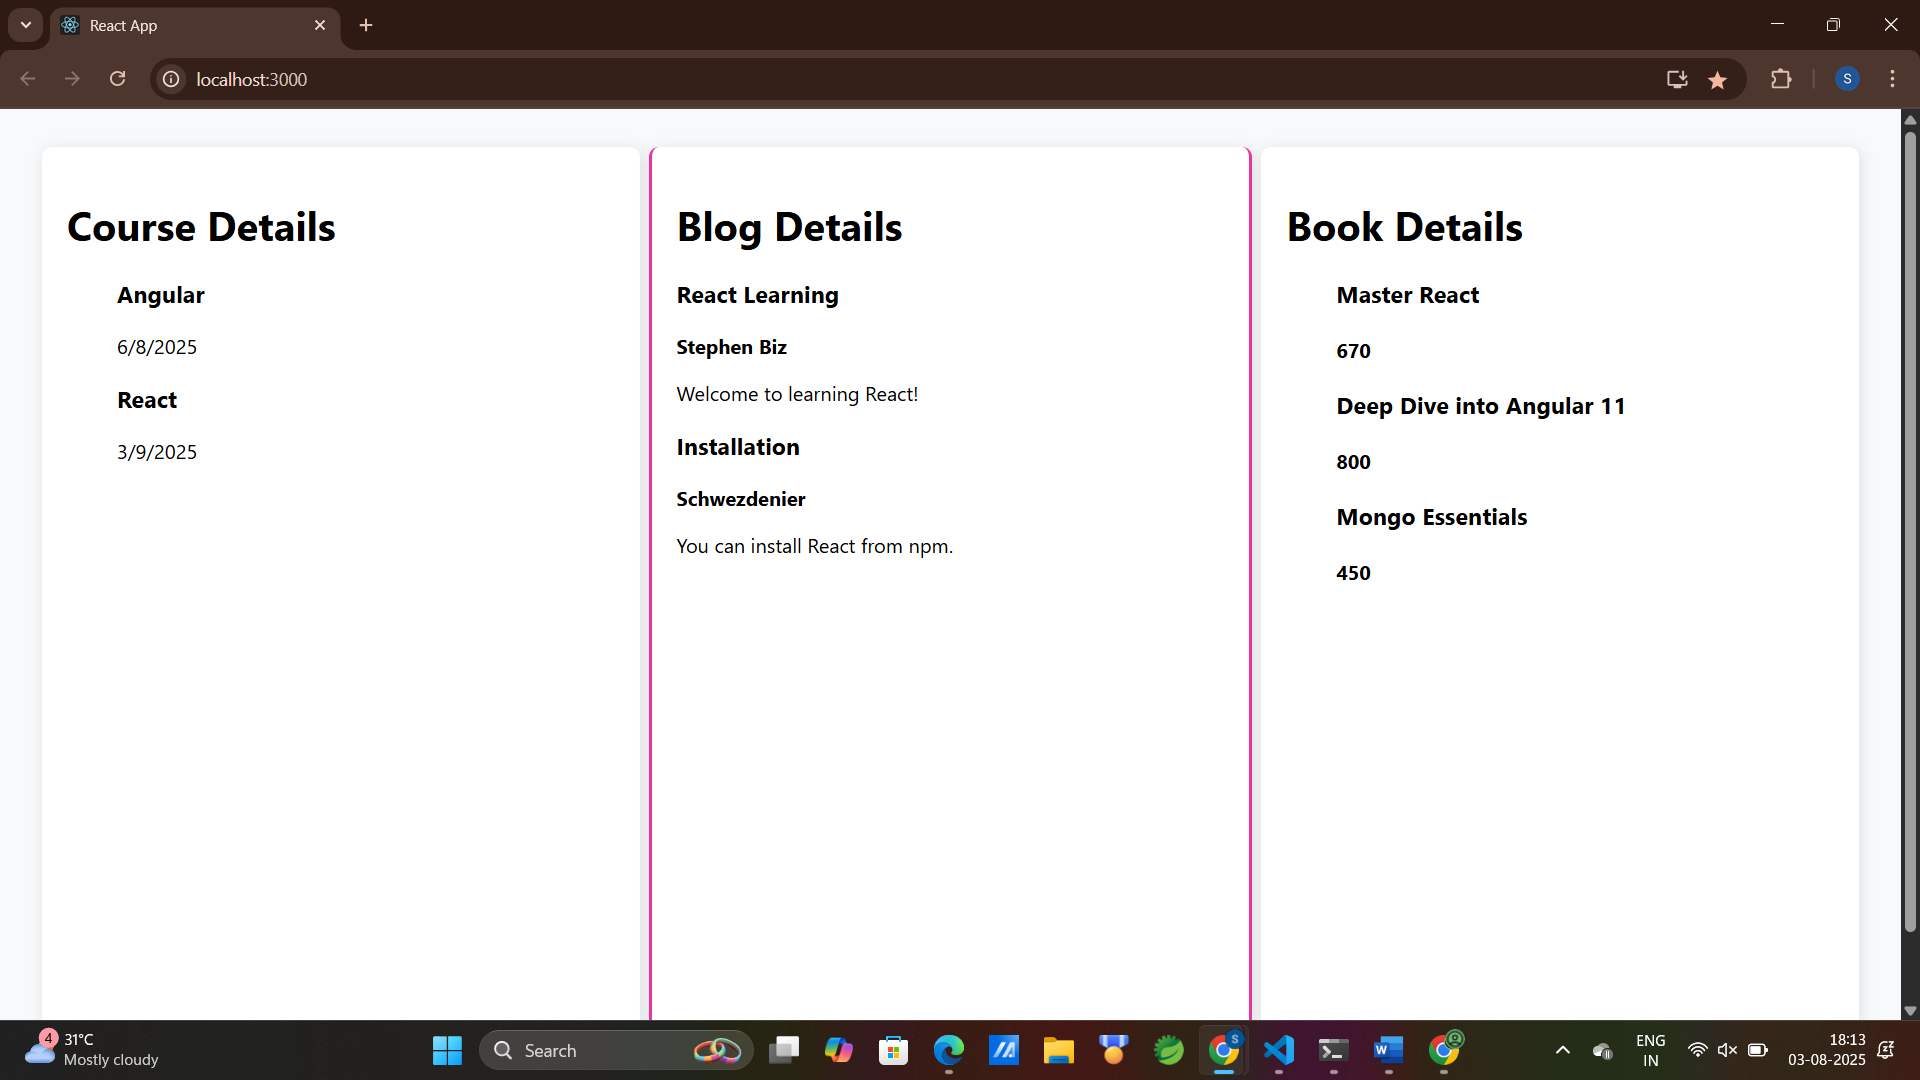 React App
localhost:3000
S
Course Details
Angular
6/8/2025
React
3/9/2025
Blog Details
React Learning
Stephen Biz
Welcome to learning React!
Installation
Schwezdenier
You can install React from npm.
Book Details
Master React
670
Deep Dive into Angular 11
800
Mongo Essentials
450
4
31°C
Mostly cloudy
Search
S
W
ENG
IN
18:13
03-08-2025